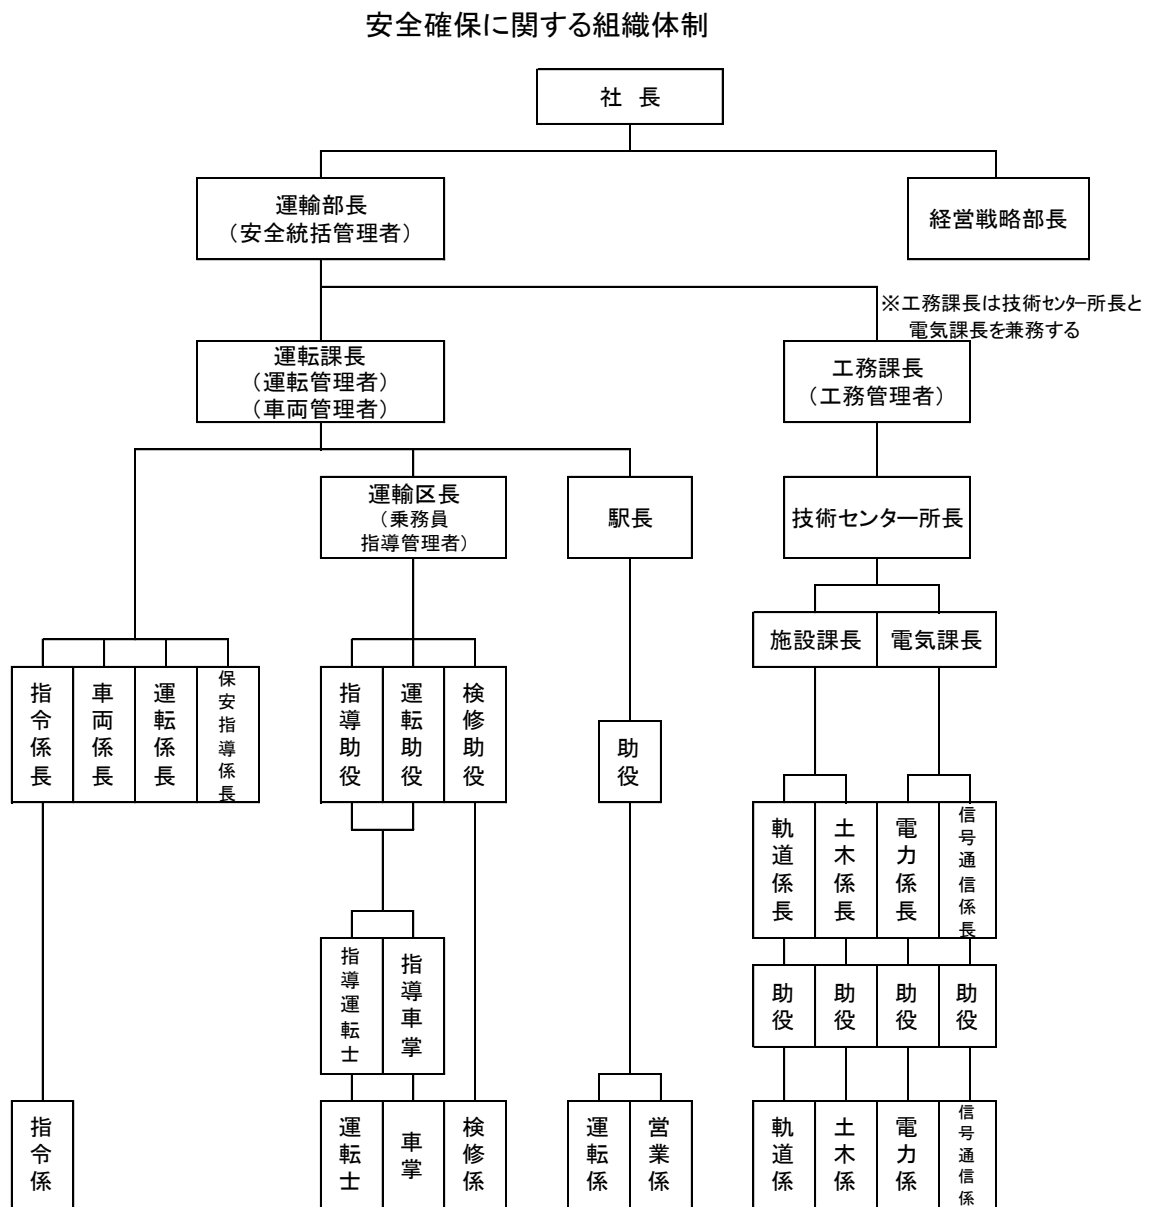 安全確保に関する組織体制
社 長
運輸部長
（安全統括管理者）
経営戦略部長
※工務課長は技術センター所長と
電気課長を兼務する
運転課長
（運転管理者）
（車両管理者）
工務課長
（工務管理者）
運輸区長
（乗務員
指導管理者）
駅長
技術センター所長
施設課長
電気課長
指令係長
車両係長
運転係長
保安指導係長
指導助役
運転助役
検修助役
助役
軌道係長
土木係長
電力係長
信号通信係長
指導運転士
指導車掌
助役
助役
助役
助役
指令係
運転士
車掌
検修係
運転係
営業係
軌道係
土木係
電力係
信号通信係